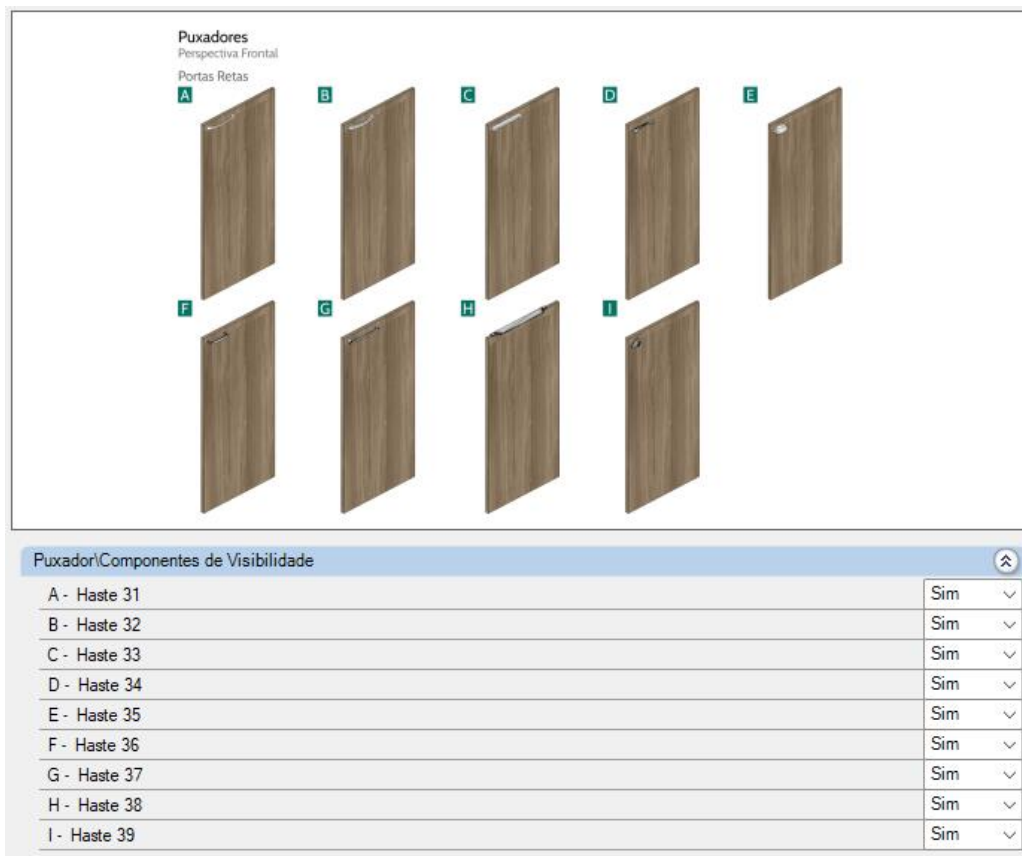 Puxadores
Perspectiva Frontal
Portas Retas
A B C D E
F G H I
Puxador\Componentes de Visibilidade
A - Haste 31 Sim
B - Haste 32 Sim
C - Haste 33 Sim
D - Haste 34 Sim
E - Haste 35 Sim
F - Haste 36 Sim
G - Haste 37 Sim
H - Haste 38 Sim
I - Haste 39 Sim